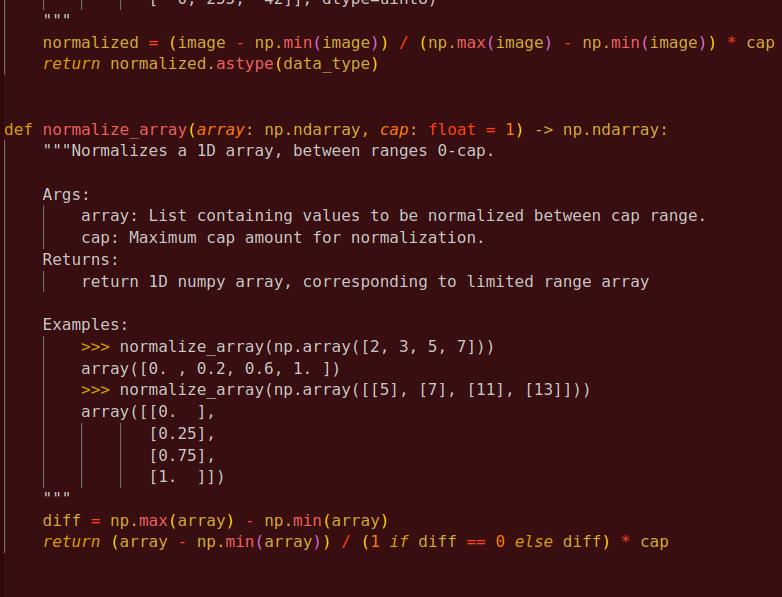 [ 0, 255, 42]], dtype=uint8)
"""
normalized = (image - np.min(image)) / (np.max(image) - np.min(image)) * cap
return normalized.astype(data_type)
def normalize_array(array: np.ndarray, cap: float = 1) -> np.ndarray:
"""Normalizes a 1D array, between ranges 0-cap.
Args:
array: List containing values to be normalized between cap range.
cap: Maximum cap amount for normalization.
Returns:
return 1D numpy array, corresponding to limited range array
Examples:
>>> normalize_array(np.array([2, 3, 5, 7]))
array([0. , 0.2, 0.6, 1. ])
>>> normalize_array(np.array([[5], [7], [11], [13]]))
array([[0.  ],
[0.25],
[0.75],
[1.  ]])
"""
diff = np.max(array) - np.min(array)
return (array - np.min(array)) / (1 if diff == 0 else diff) * cap